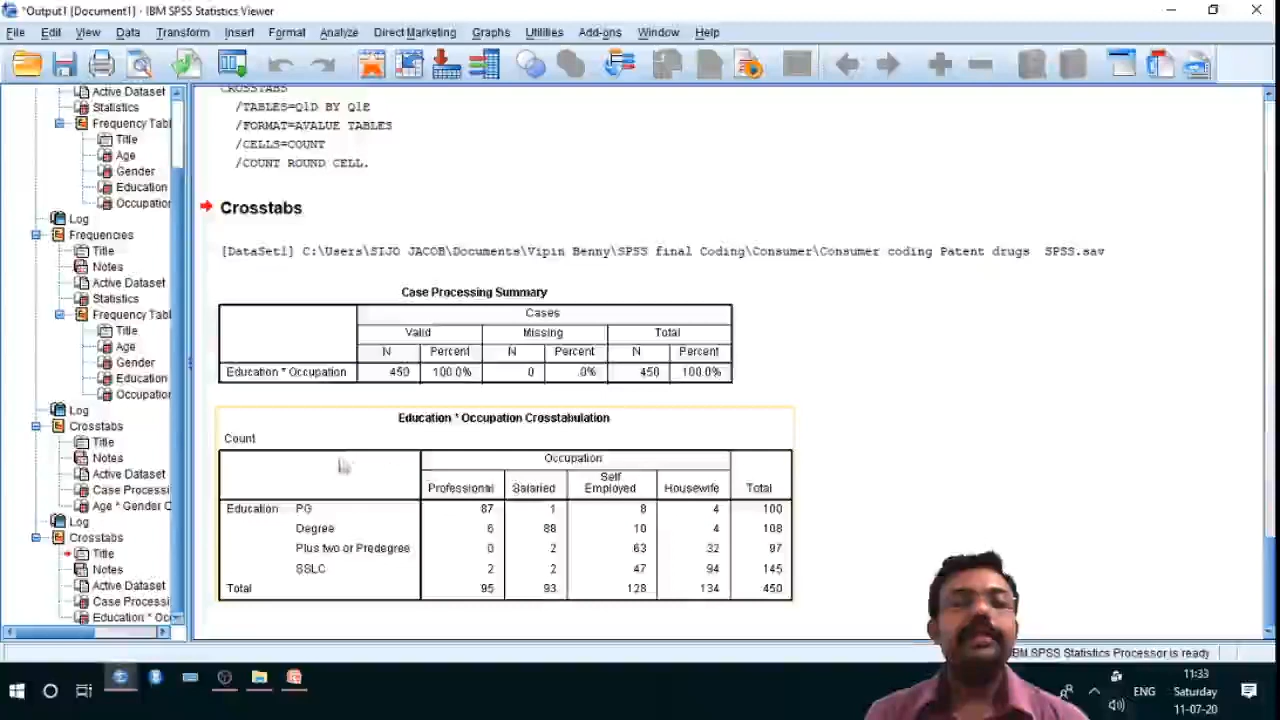 *Output1 [Document1] - IBM SPSS Statistics Viewer
File Edit View Data Transform Insert Format Analyze Direct Marketing Graphs Utilities Add-ons Window Help
Active Dataset
Statistics
Frequency Tabl
Title
Age
Gender
Education
Occupation
Log
Frequencies
Title
Notes
Active Dataset
Statistics
Frequency Tabl
Title
Age
Gender
Education
Occupation
Log
Crosstabs
Title
Notes
Active Dataset
Case Processi
Age * Gender C
Log
Crosstabs
Title
Notes
Active Dataset
Case Processi
Education * Occ
CROSSTABS
/TABLES=Q1D BY Q1E
/FORMAT=AVALUE TABLES
/CELLS=COUNT
/COUNT ROUND CELL.
Crosstabs
[DataSet1] C:\Users\SIJO JACOB\Documents\Vipin Benny\SPSS final Coding\Consumer\Consumer coding Patent drugs SPSS.sav
Case Processing Summary
Cases
Valid Missing Total
N Percent N Percent N Percent
Education * Occupation 450 100.0% 0 .0% 450 100.0%
Education * Occupation Crosstabulation
Count
Occupation
Professional Salaried Self Employed Housewife Total
Education PG 87 1 8 4 100
Degree 6 88 10 4 108
Plus two or Predegree 0 2 63 32 97
SSLC 2 2 47 94 145
Total 95 93 128 134 450
IBM SPSS Statistics Processor is ready
11:33
ENG Saturday
11-07-20